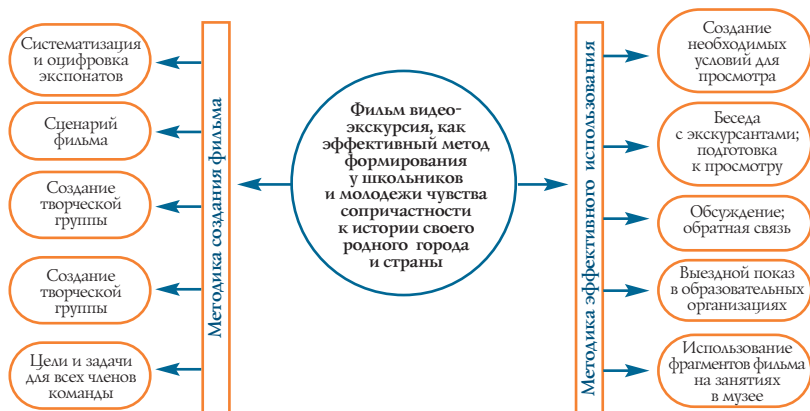 Систематизация
и оцифровка
экспонатов
Сценарий
фильма
Создание
творческой
группы
Создание
творческой
группы
Цели и задачи
для всех членов
команды
Методика создания фильма
Фильм видео-
экскурсия, как
эффективный метод
формирования
у школьников
и молодежи чувства
сопричастности
к истории своего
родного города
и страны
Методика эффективного использования
Создание
необходимых
условий для
просмотра
Беседа
с экскурсантами;
подготовка
к просмотру
Обсуждение;
обратная связь
Выездной показ
в образовательных
организациях
Использование
фрагментов фильма
на занятиях
в музее